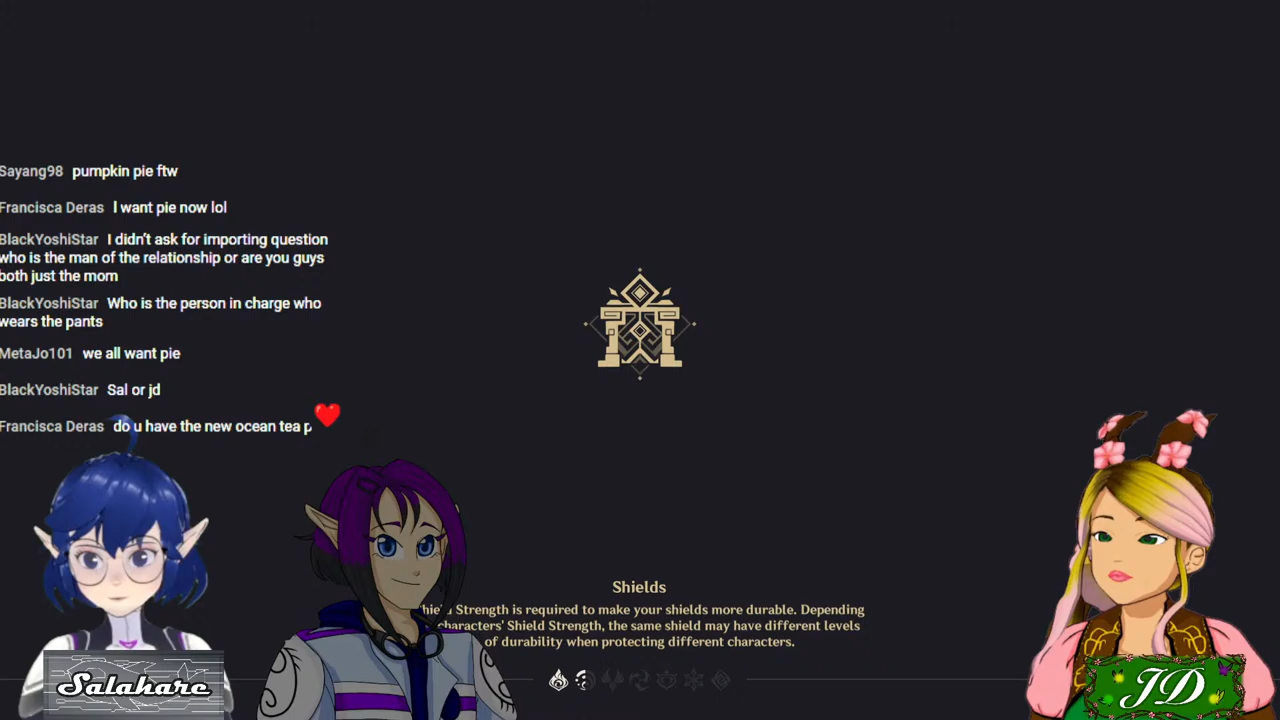 Sayang98 pumpkin pie ftw
Francisca Deras I want pie now lol
BlackYoshiStar I didn't ask for importing question
who is the man of the relationship or are you guys
both just the mom
BlackYoshiStar Who is the person in charge who
wears the pants
MetaJo101 we all want pie
BlackYoshiStar Sal or jd
Francisca Deras do u have the new ocean tea p
Shields
Shield Strength is required to make your shields more durable. Depending
characters' Shield Strength, the same shield may have different levels
of durability when protecting different characters.
Salahare
JD